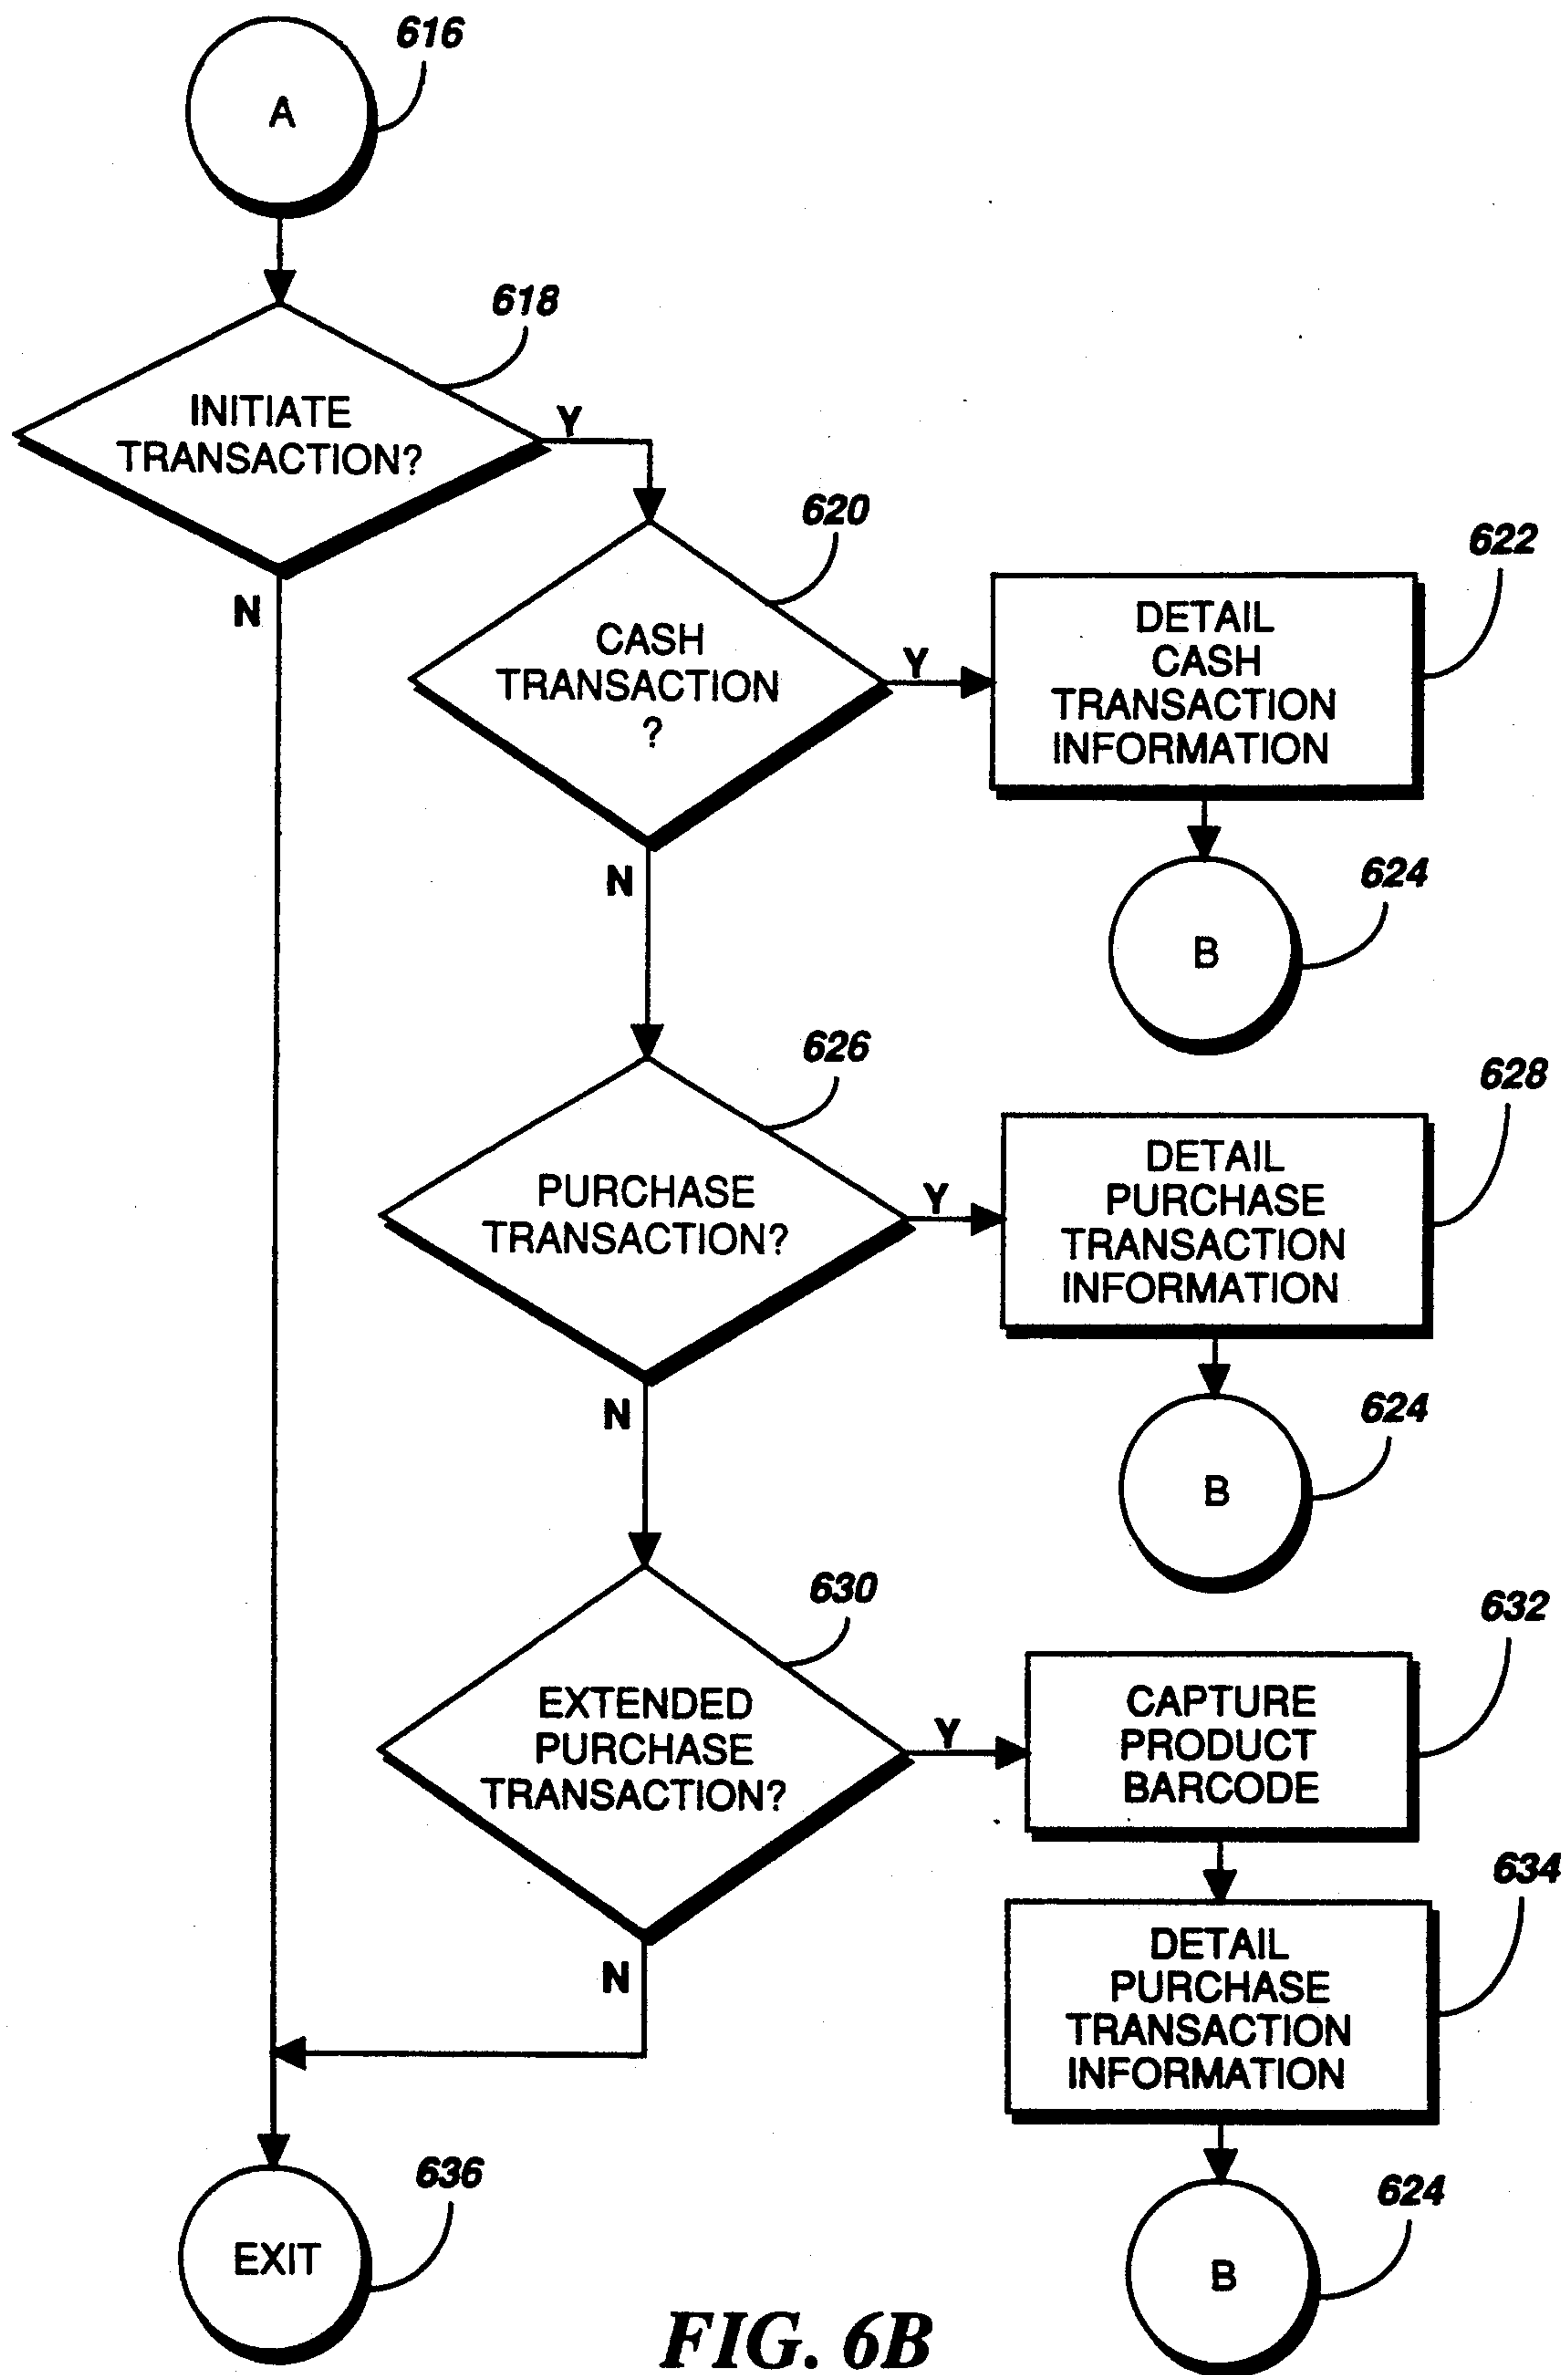 616
A
618
INITIATE
TRANSACTION?
Y
N
620
CASH
TRANSACTION
?
Y
N
622
DETAIL
CASH
TRANSACTION
INFORMATION
624
B
626
PURCHASE
TRANSACTION?
Y
N
628
DETAIL
PURCHASE
TRANSACTION
INFORMATION
624
B
630
EXTENDED
PURCHASE
TRANSACTION?
Y
N
632
CAPTURE
PRODUCT
BARCODE
634
DETAIL
PURCHASE
TRANSACTION
INFORMATION
624
B
636
EXIT
FIG. 6B